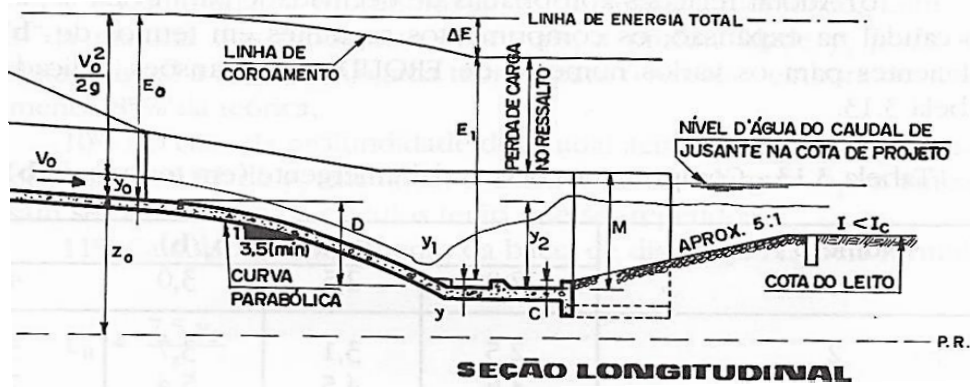 LINHA DE ENERGIA TOTAL
ΔE
LINHA DE
COROAMENTO
V₀²
2g
E₀
PERDA DE CARGA
NO RESSALTO
E₁
NÍVEL D'ÁGUA DO CAUDAL DE
JUSANTE NA COTA DE PROJETO
V₀
y₀
z₀
1
3,5(min)
CURVA
PARABÓLICA
D
y₁
y₂
M
APROX. 5:1
I < I_c
COTA DO LEITO
y
C
P.R.
SEÇÃO LONGITUDINAL